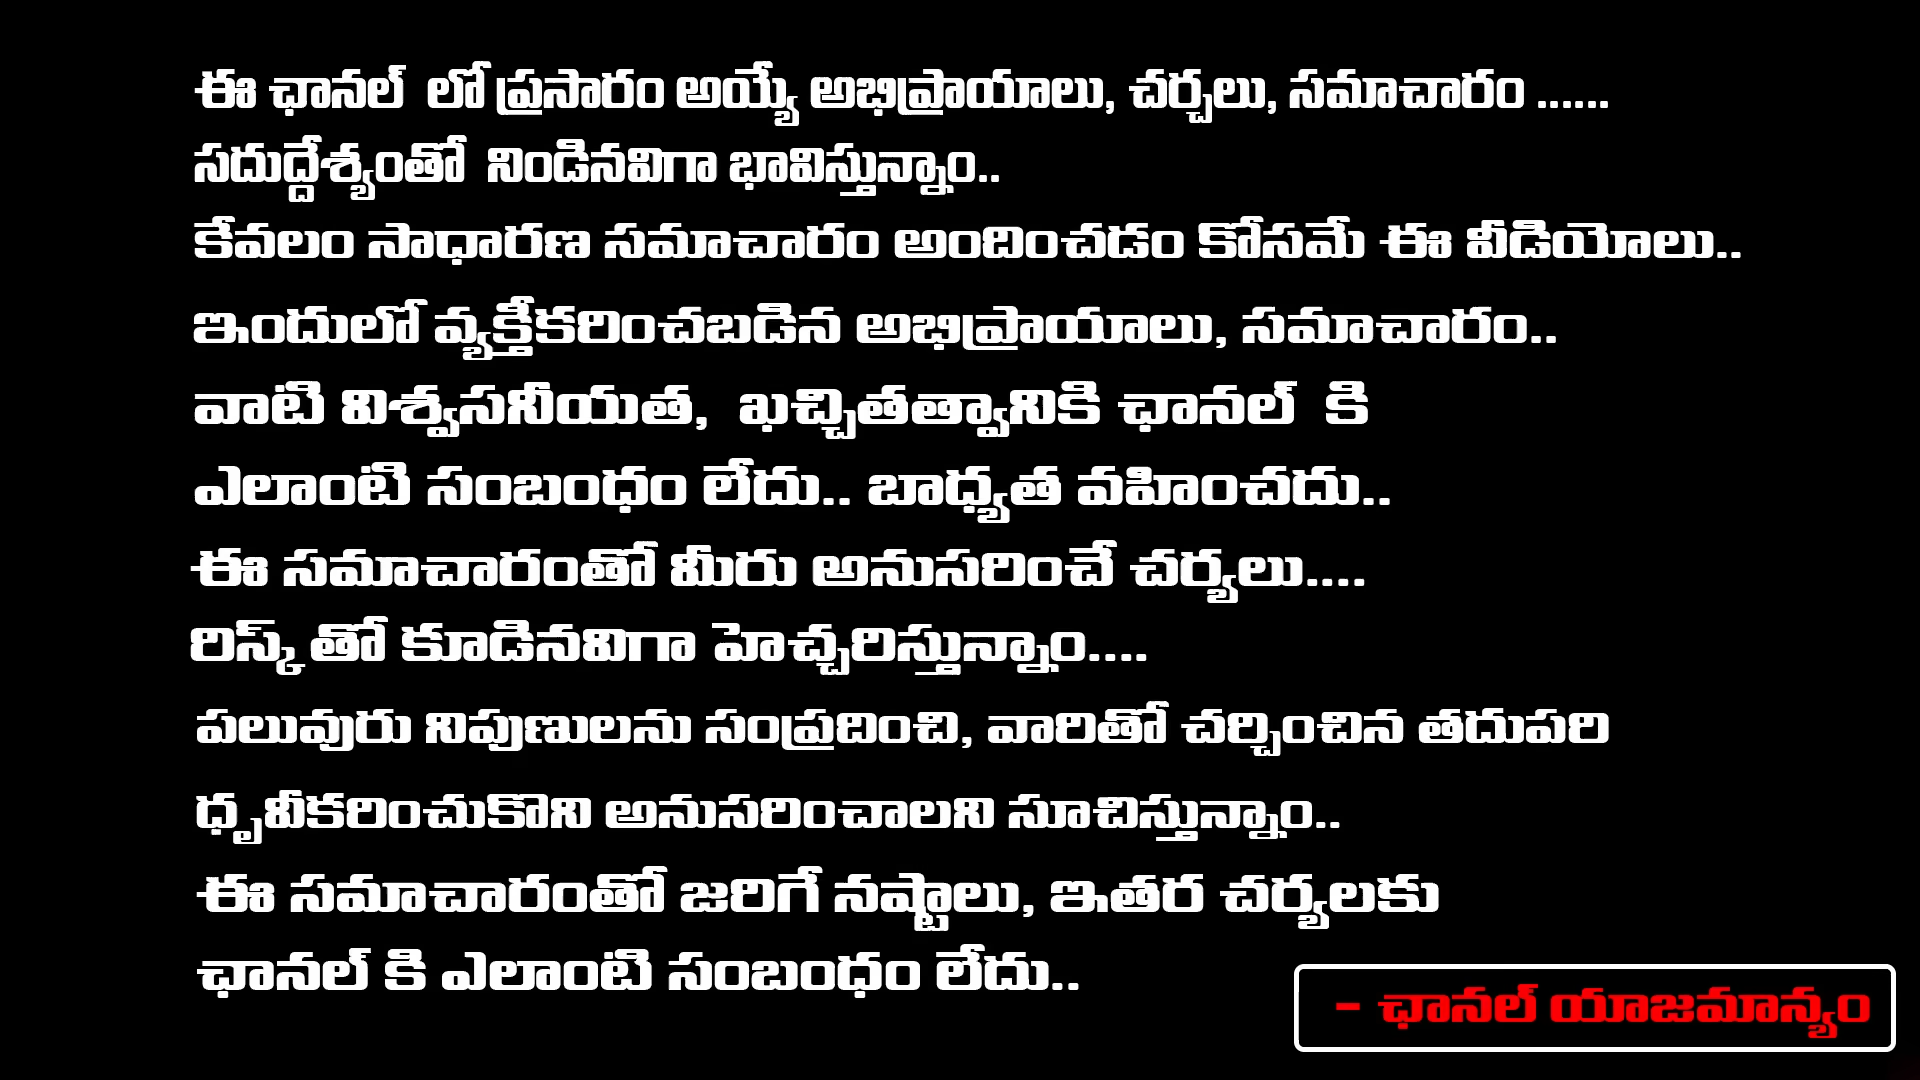 ఈ ఛానల్ లో ప్రసారం అయ్యే అభిప్రాయాలు, చర్చలు, సమాచారం ......
సదుద్దేశ్యంతో నిండినవిగా భావిస్తున్నాం..
కేవలం సాధారణ సమాచారం అందించడం కోసమే ఈ వీడియోలు..
ఇందులో వ్యక్తీకరించబడిన అభిప్రాయాలు, సమాచారం..
వాటి విశ్వసనీయత, ఖచ్చితత్వానికి ఛానల్ కి
ఎలాంటి సంబంధం లేదు.. బాధ్యత వహించదు..
ఈ సమాచారంతో మీరు అనుసరించే చర్యలు....
రిస్క్ తో కూడినవిగా హెచ్చరిస్తున్నాం....
పలువురు నిపుణులను సంప్రదించి, వారితో చర్చించిన తదుపరి
ధృవీకరించుకొని అనుసరించాలని సూచిస్తున్నాం..
ఈ సమాచారంతో జరిగే నష్టాలు, ఇతర చర్యలకు
ఛానల్ కి ఎలాంటి సంబంధం లేదు..
- ఛానల్ యాజమాన్యం